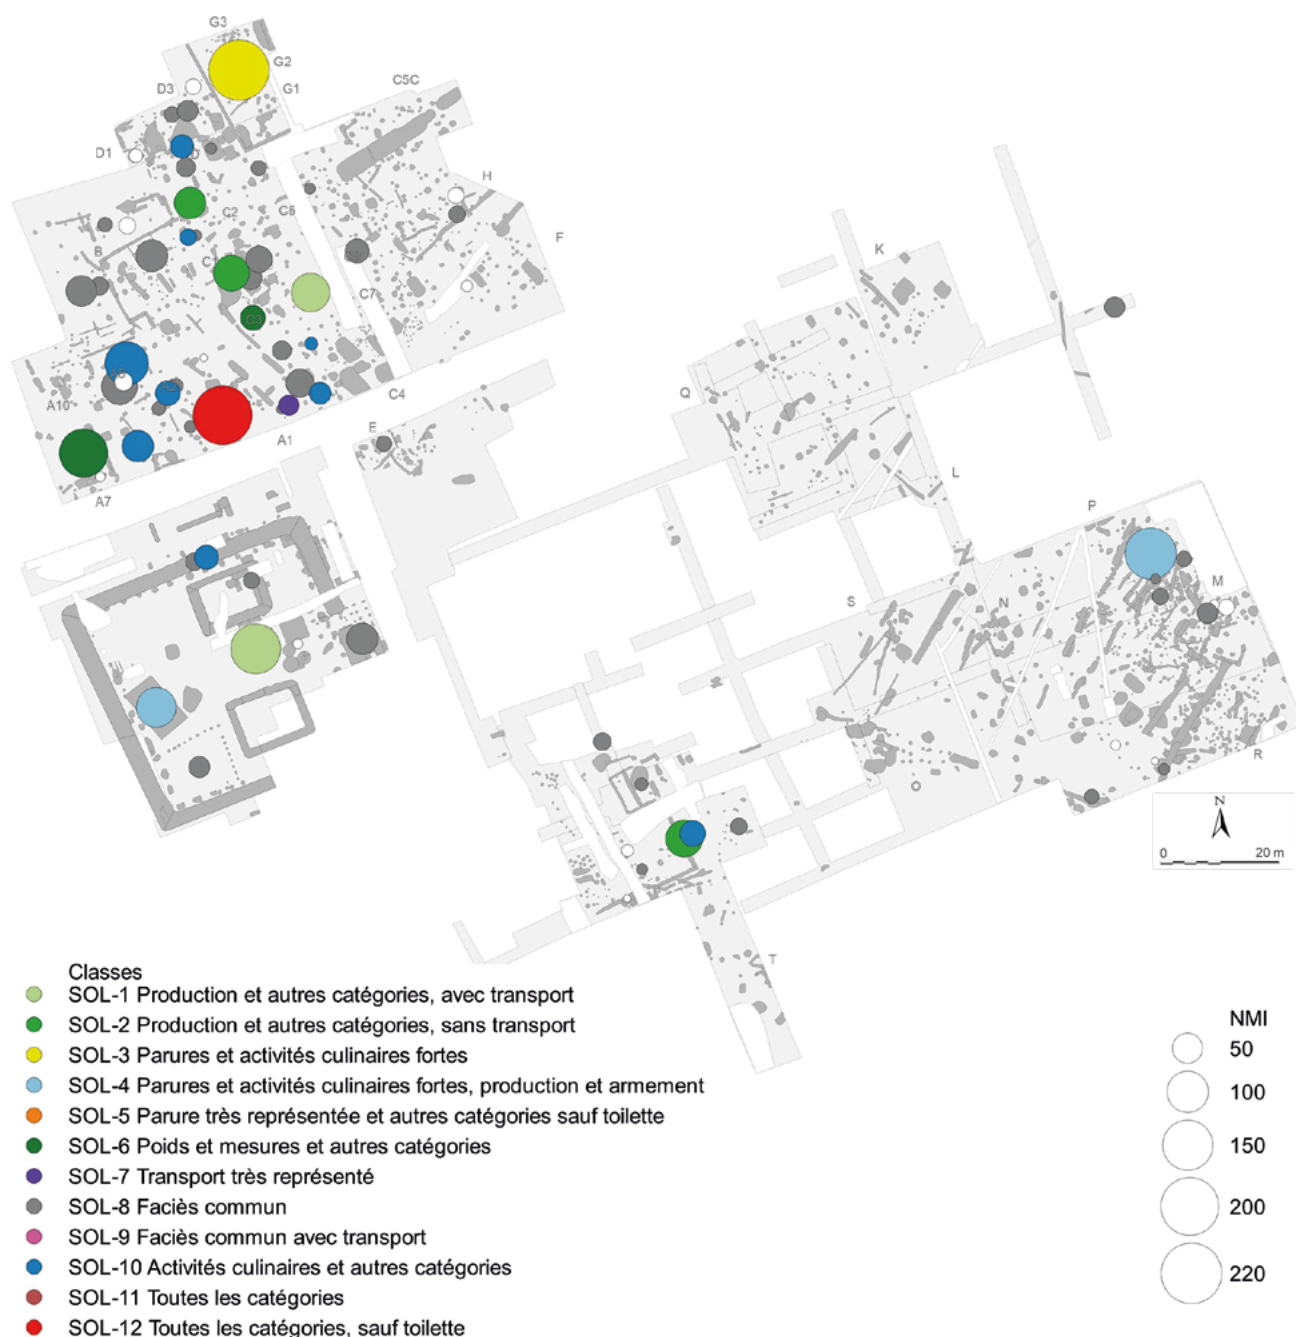 G3
G2
D3
G1
C5C
D1
H
C2
C5
F
B
K
C7
C3
Q
A10
C4
A1
E
A7
L
P
S
N
M
R
O
T
N
0 20 m
Classes
SOL-1 Production et autres catégories, avec transport
SOL-2 Production et autres catégories, sans transport
SOL-3 Parures et activités culinaires fortes
SOL-4 Parures et activités culinaires fortes, production et armement
SOL-5 Parure très représentée et autres catégories sauf toilette
SOL-6 Poids et mesures et autres catégories
SOL-7 Transport très représenté
SOL-8 Faciès commun
SOL-9 Faciès commun avec transport
SOL-10 Activités culinaires et autres catégories
SOL-11 Toutes les catégories
SOL-12 Toutes les catégories, sauf toilette
NMI
50
100
150
200
220